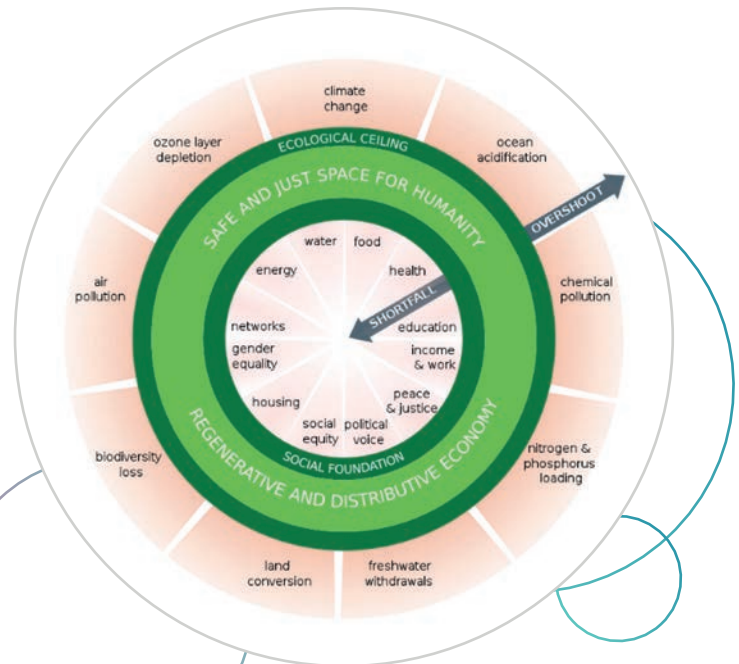 climate
change
ozone layer
depletion
ocean
acidification
ECOLOGICAL CEILING
SAFE AND JUST SPACE FOR HUMANITY
OVERSHOOT
water
food
energy
health
air
pollution
chemical
pollution
SHORTFALL
networks
education
gender
equality
income
& work
housing
peace
& justice
social
equity
political
voice
SOCIAL FOUNDATION
REGENERATIVE AND DISTRIBUTIVE ECONOMY
biodiversity
loss
nitrogen &
phosphorus
loading
land
conversion
freshwater
withdrawals